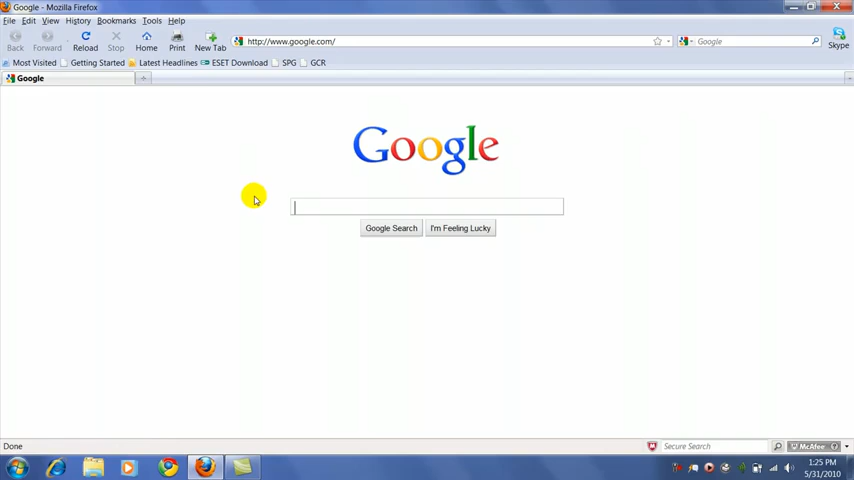 Google - Mozilla Firefox
File Edit View History Bookmarks Tools Help
Back Forward Reload Stop Home Print New Tab http://www.google.com/ Google Skype
Most Visited Getting Started Latest Headlines ESET Download SPG GCR
Google
Google
Google Search I'm Feeling Lucky
Done Secure Search McAfee
1:25 PM
5/31/2010